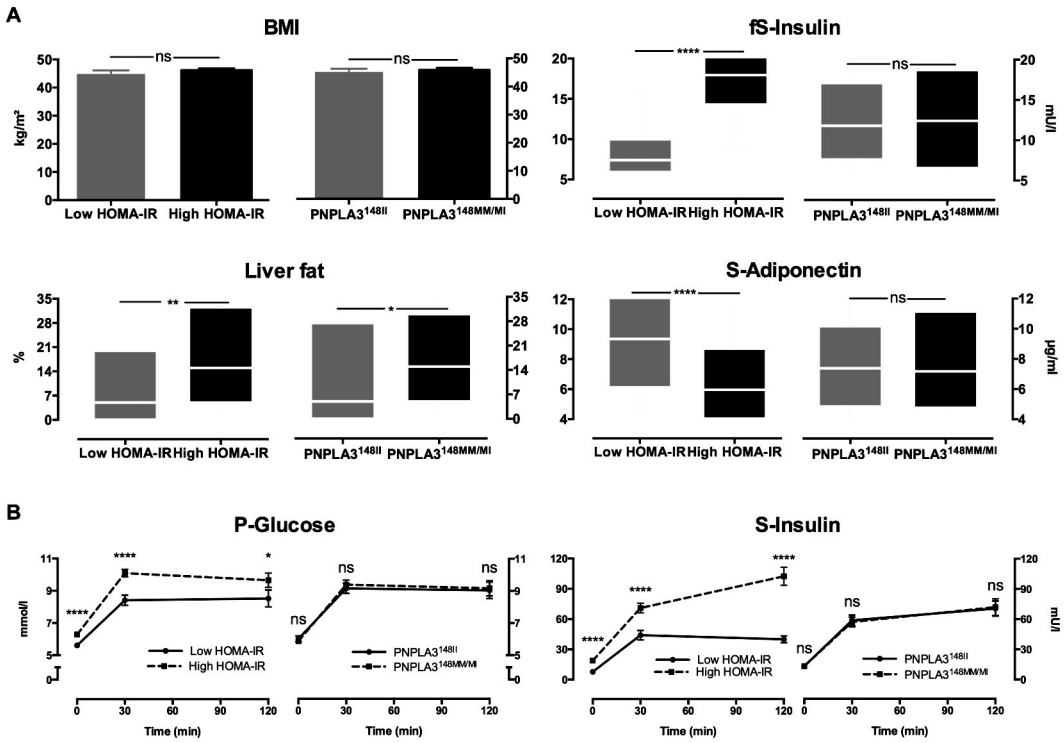 A
BMI
fS-Insulin
ns
ns
****
ns
kg/m²
50
40
30
20
10
0
50
40
30
20
10
0
20
15
10
5
20
15
10
5
mU/l
Low HOMA-IR High HOMA-IR
PNPLA3¹⁴⁸ᴵᴵ PNPLA3¹⁴⁸ᴹᴹ/ᴹᴵ
Low HOMA-IR High HOMA-IR
PNPLA3¹⁴⁸ᴵᴵ PNPLA3¹⁴⁸ᴹᴹ/ᴹᴵ
Liver fat
S-Adiponectin
**
*
****
ns
%
35
28
21
14
7
0
35
28
21
14
7
0
12
10
8
6
4
12
10
8
6
4
µg/ml
Low HOMA-IR High HOMA-IR
PNPLA3¹⁴⁸ᴵᴵ PNPLA3¹⁴⁸ᴹᴹ/ᴹᴵ
Low HOMA-IR High HOMA-IR
PNPLA3¹⁴⁸ᴵᴵ PNPLA3¹⁴⁸ᴹᴹ/ᴹᴵ
B
P-Glucose
S-Insulin
mmol/l
11
9
7
5
0
****
****
*
Low HOMA-IR
High HOMA-IR
ns
ns
ns
PNPLA3¹⁴⁸ᴵᴵ
PNPLA3¹⁴⁸ᴹᴹ/ᴹᴵ
11
9
7
5
0
120
90
60
30
0
****
****
****
Low HOMA-IR
High HOMA-IR
ns
ns
ns
PNPLA3¹⁴⁸ᴵᴵ
PNPLA3¹⁴⁸ᴹᴹ/ᴹᴵ
120
90
60
30
0
mU/l
0 30 60 90 120
0 30 60 90 120
0 30 60 90 120
0 30 60 90 120
Time (min)
Time (min)
Time (min)
Time (min)